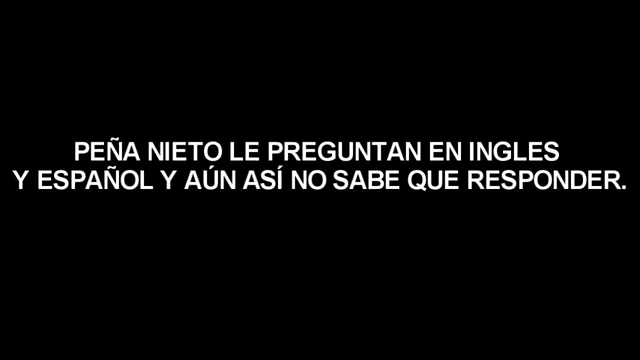 PEÑA NIETO LE PREGUNTAN EN INGLES
Y ESPAÑOL Y AÚN ASÍ NO SABE QUE RESPONDER.